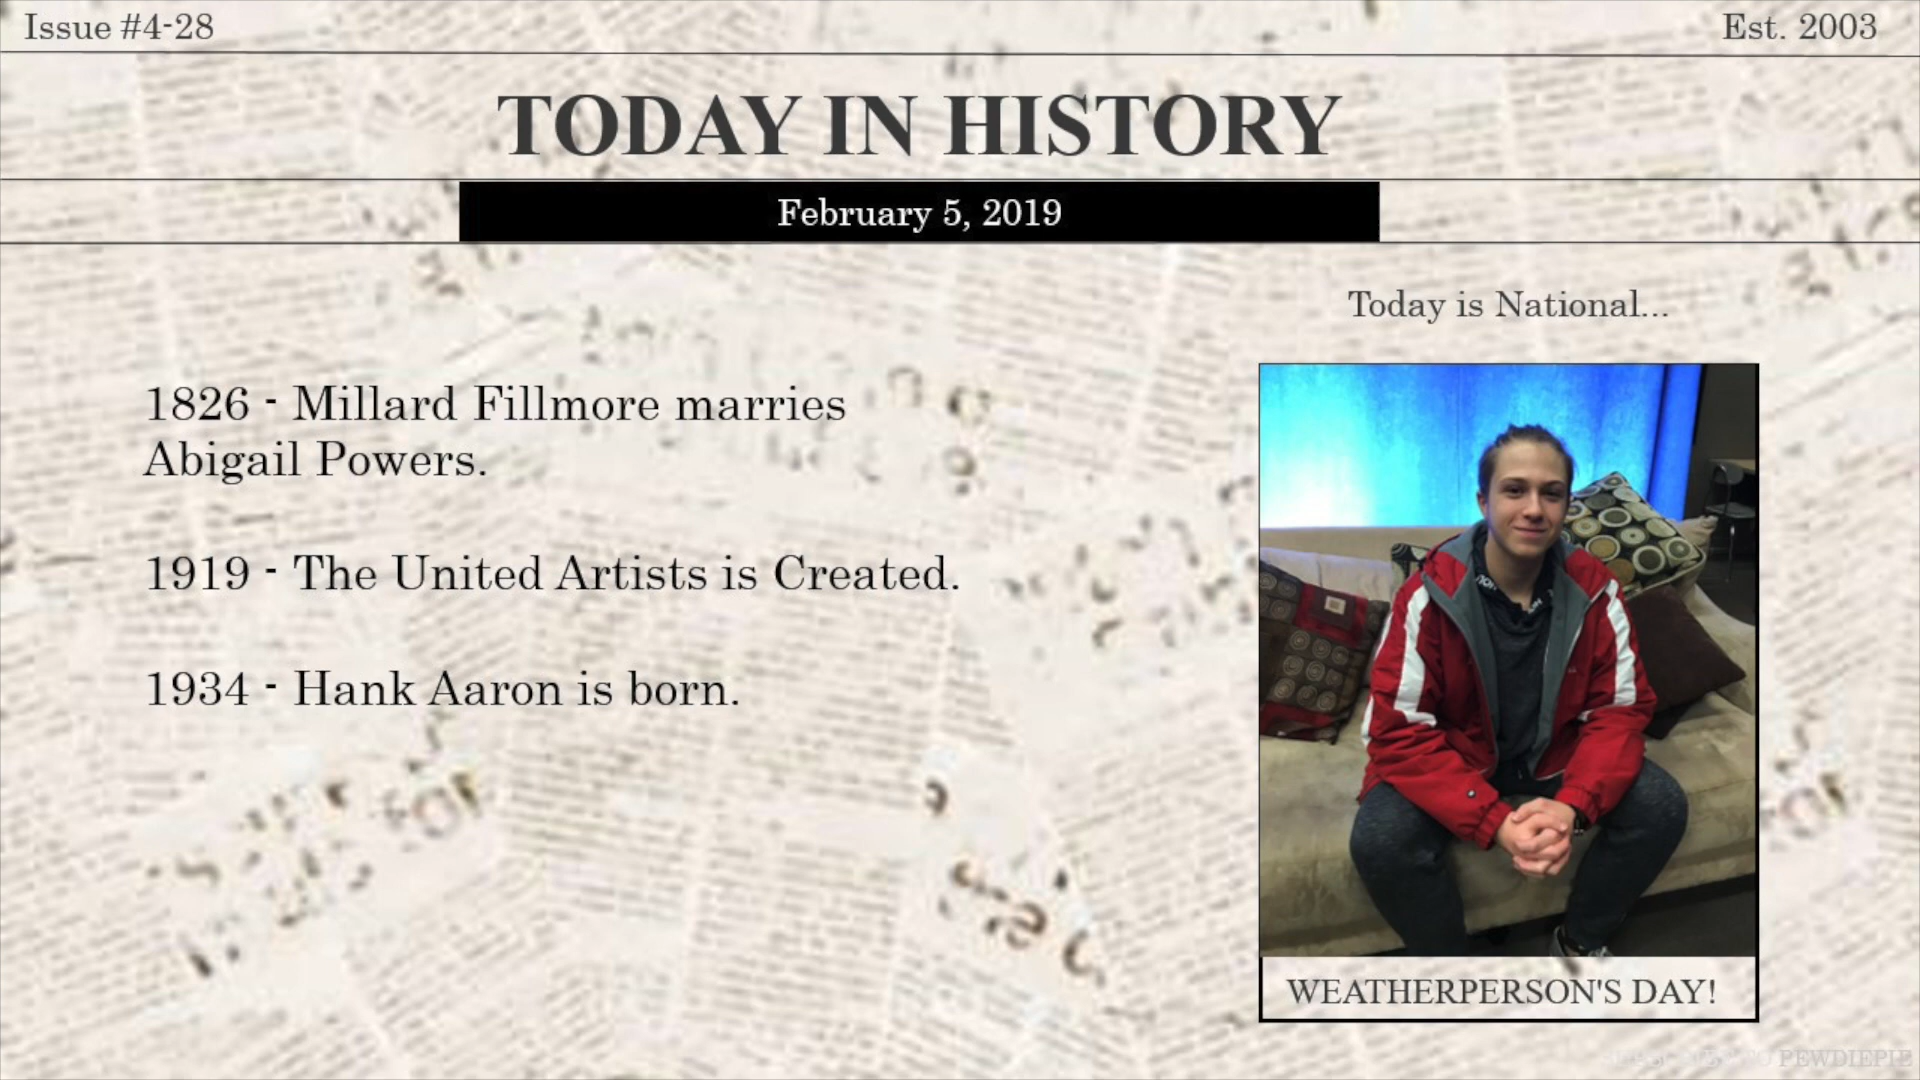 Issue #4-28
Est. 2003
TODAY IN HISTORY
February 5, 2019
Today is National...
1826 - Millard Fillmore marries
Abigail Powers.
1919 - The United Artists is Created.
1934 - Hank Aaron is born.
WEATHERPERSON'S DAY!
TO PEWDIEPIE